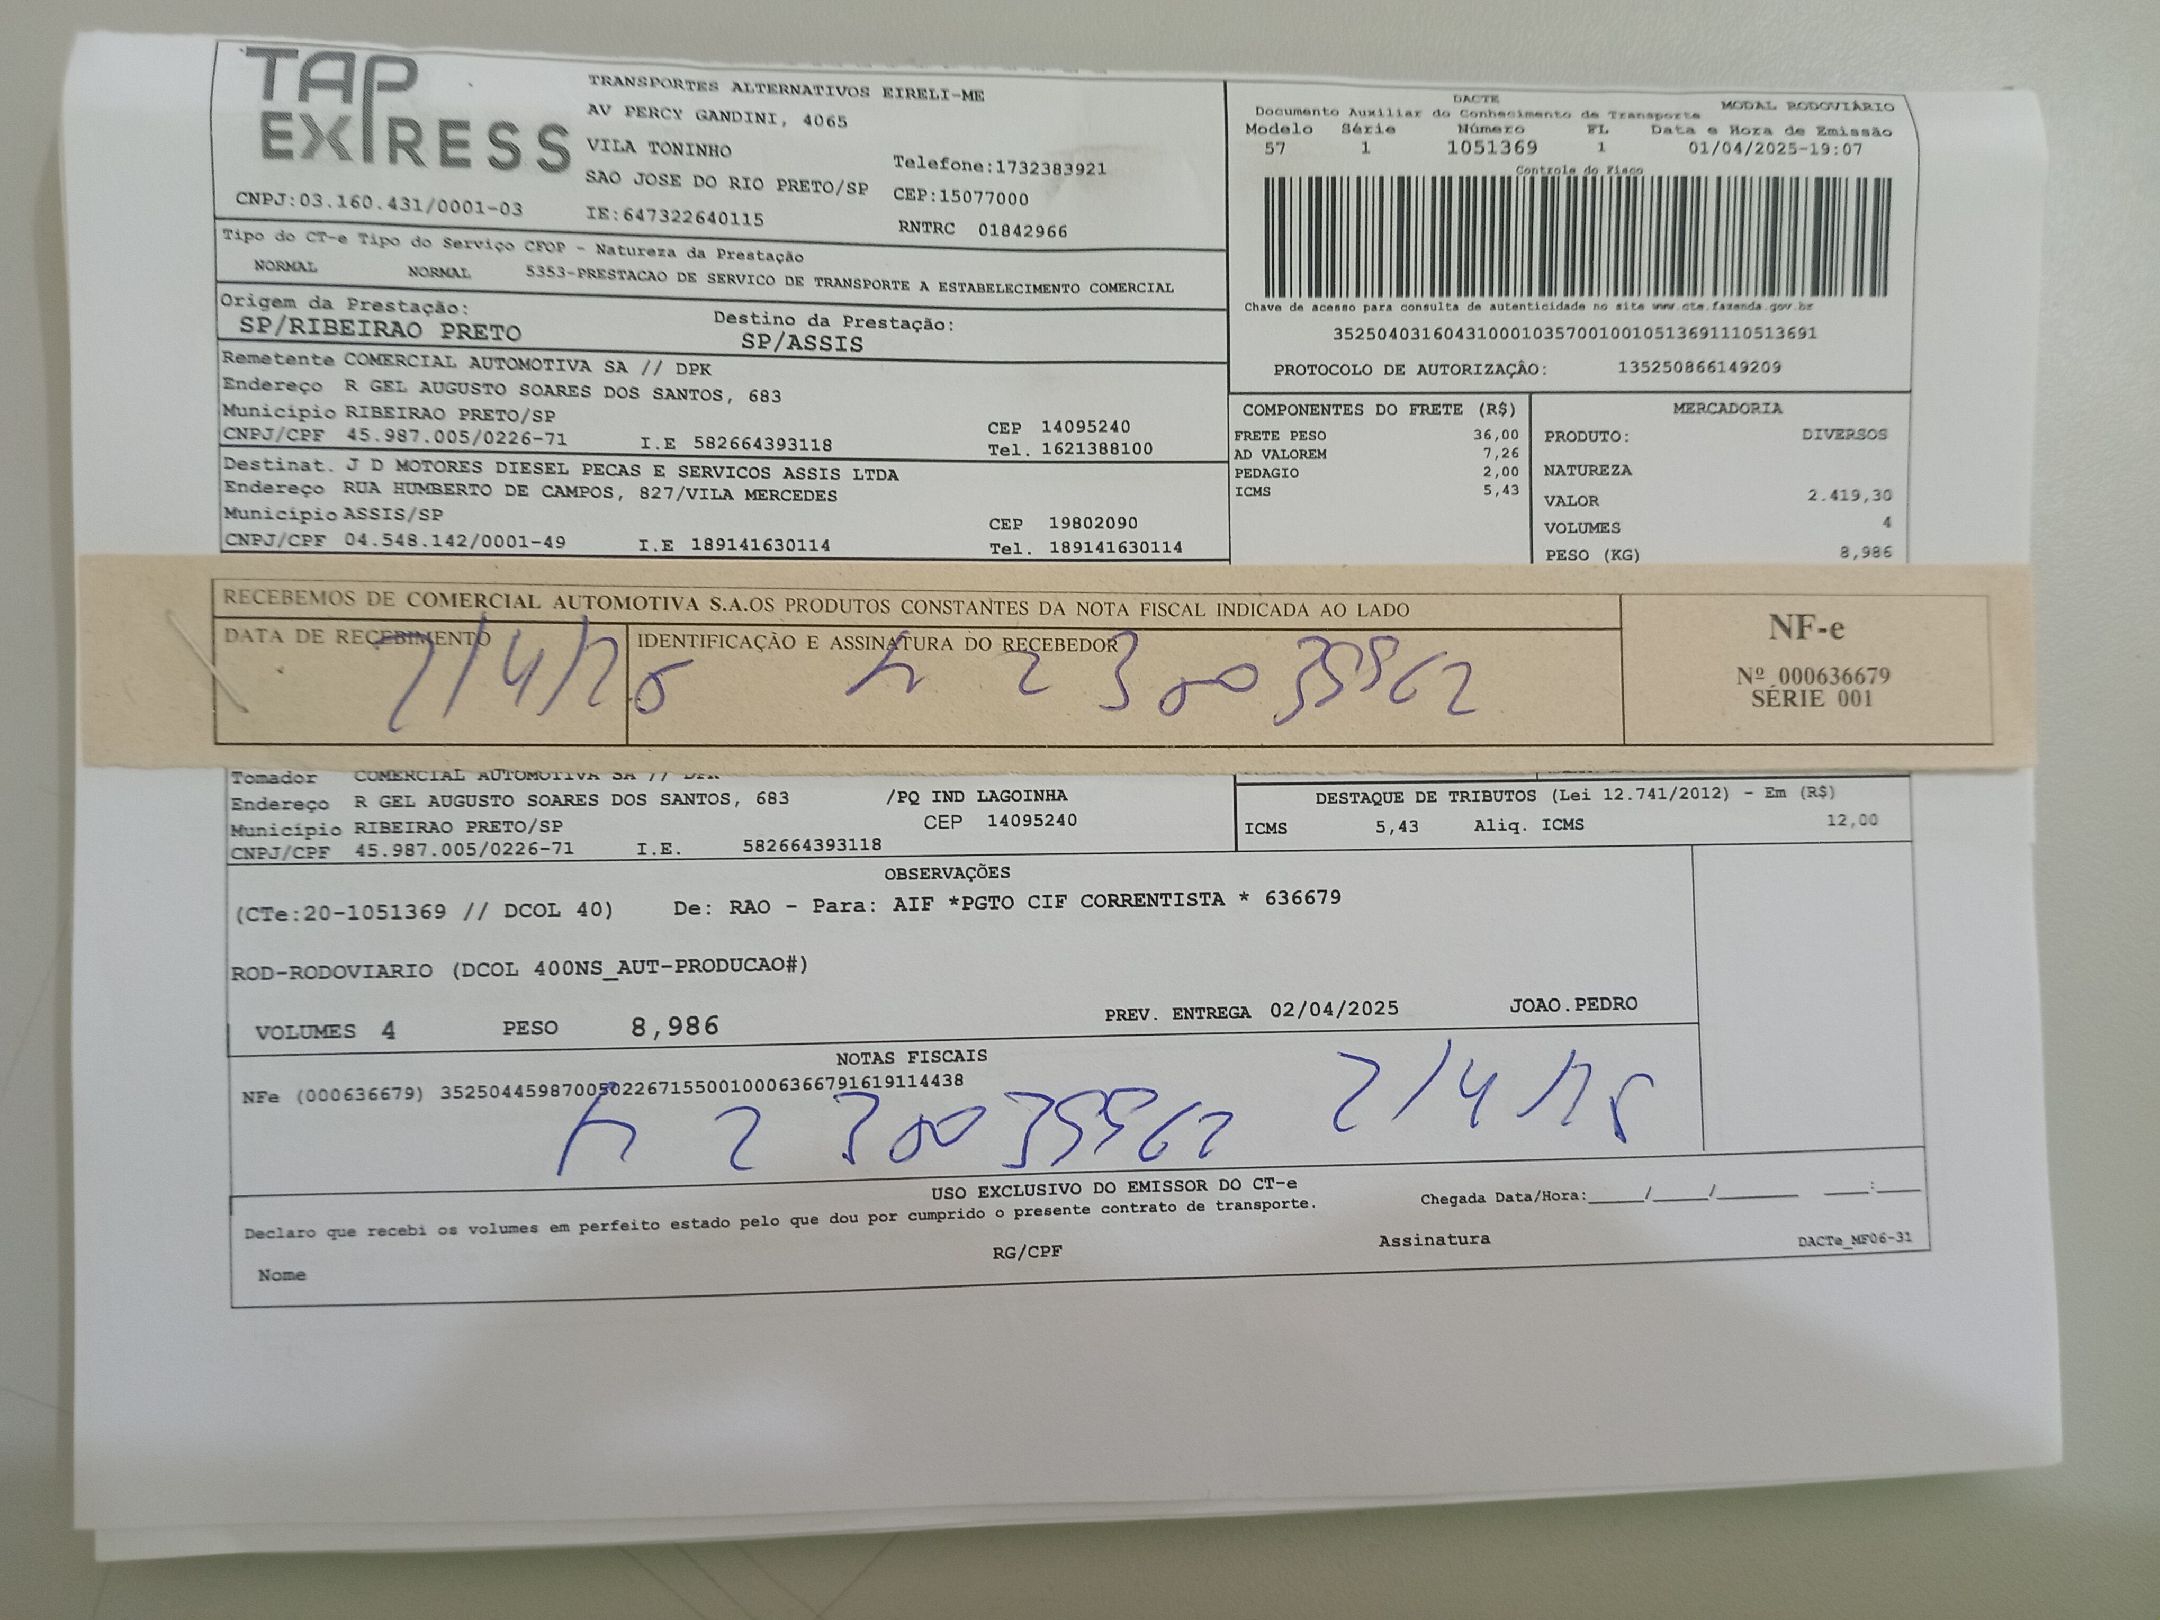 TAP
EXPRESS
TRANSPORTES ALTERNATIVOS EIRELI-ME
AV PERCY GANDINI, 4065
VILA TONINHO
Telefone:1732383921
SAO JOSE DO RIO PRETO/SP CEP:15077000
CNPJ:03.160.431/0001-03 IE:647322640115 RNTRC 01842966
DACTE MODAL RODOVIÁRIO
Documento Auxiliar do Conhecimento de Transporte
Modelo Série Número FL Data e Hora de Emissão
57 1 1051369 1 01/04/2025-19:07
Controle do Fisco
Chave de acesso para consulta de autenticidade no site www.cte.fazenda.gov.br
35250403160431000103570010010513691110513691
PROTOCOLO DE AUTORIZAÇÃO: 135250866149209
Tipo do CT-e Tipo do Serviço CFOP - Natureza da Prestação
NORMAL NORMAL 5353-PRESTACAO DE SERVICO DE TRANSPORTE A ESTABELECIMENTO COMERCIAL
Origem da Prestação: Destino da Prestação:
SP/RIBEIRAO PRETO SP/ASSIS
Remetente COMERCIAL AUTOMOTIVA SA // DPK
Endereço R GEL AUGUSTO SOARES DOS SANTOS, 683
Município RIBEIRAO PRETO/SP CEP 14095240
CNPJ/CPF 45.987.005/0226-71 I.E 582664393118 Tel. 1621388100
Destinat. J D MOTORES DIESEL PECAS E SERVICOS ASSIS LTDA
Endereço RUA HUMBERTO DE CAMPOS, 827/VILA MERCEDES
Município ASSIS/SP CEP 19802090
CNPJ/CPF 04.548.142/0001-49 I.E 189141630114 Tel. 189141630114
COMPONENTES DO FRETE (R$)
FRETE PESO 36,00
AD VALOREM 7,26
PEDAGIO 2,00
ICMS 5,43
MERCADORIA
PRODUTO: DIVERSOS
NATUREZA
VALOR 2.419,30
VOLUMES 4
PESO (KG) 8,986
RECEBEMOS DE COMERCIAL AUTOMOTIVA S.A.OS PRODUTOS CONSTANTES DA NOTA FISCAL INDICADA AO LADO
DATA DE RECEBIMENTO IDENTIFICAÇÃO E ASSINATURA DO RECEBEDOR
NF-e
Nº 000636679
SÉRIE 001
Tomador COMERCIAL AUTOMOTIVA SA // DPK
Endereço R GEL AUGUSTO SOARES DOS SANTOS, 683 /PQ IND LAGOINHA
Município RIBEIRAO PRETO/SP CEP 14095240
CNPJ/CPF 45.987.005/0226-71 I.E. 582664393118
DESTAQUE DE TRIBUTOS (Lei 12.741/2012) - Em (R$)
ICMS 5,43 Aliq. ICMS 12,00
OBSERVAÇÕES
(CTe:20-1051369 // DCOL 40) De: RAO - Para: AIF *PGTO CIF CORRENTISTA * 636679
ROD-RODOVIARIO (DCOL 400NS_AUT-PRODUCAO#)
VOLUMES 4 PESO 8,986 PREV. ENTREGA 02/04/2025 JOAO.PEDRO
NOTAS FISCAIS
NFe (000636679) 35250445987005022671550010006366791619114438
2/4/25
USO EXCLUSIVO DO EMISSOR DO CT-e
Declaro que recebi os volumes em perfeito estado pelo que dou por cumprido o presente contrato de transporte. Chegada Data/Hora:_____/_____/_______ ____:____
Nome RG/CPF Assinatura DACTe_MF06-31